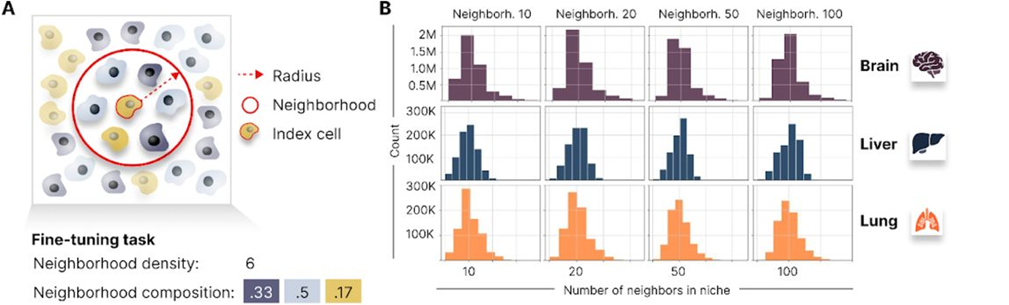 A
Radius
Neighborhood
Index cell
Fine-tuning task
Neighborhood density: 6
Neighborhood composition: .33 .5 .17
B
Neighborh. 10 Neighborh. 20 Neighborh. 50 Neighborh. 100
Count
2M
1.5M
1.0M
0.5M
Brain
300K
200K
100K
Liver
300K
200K
100K
Lung
10 20 50 100
Number of neighbors in niche